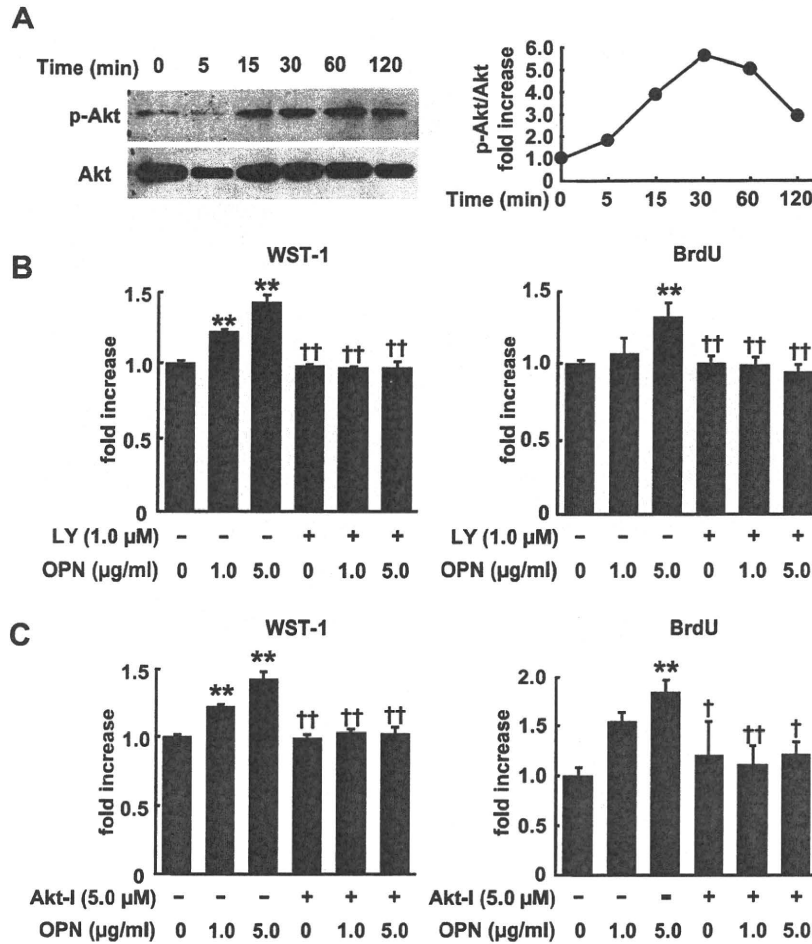 A
Time (min) 0 5 15 30 60 120
p-Akt
Akt
p-Akt/Akt
fold increase
6.0
5.0
4.0
3.0
2.0
1.0
0
Time (min) 0 5 15 30 60 120
B
WST-1
fold increase
1.5
1.0
0.5
0
** ** †† †† ††
LY (1.0 µM) – – – + + +
OPN (µg/ml) 0 1.0 5.0 0 1.0 5.0
BrdU
fold increase
1.5
1.0
0.5
0
** †† †† ††
LY (1.0 µM) – – – + + +
OPN (µg/ml) 0 1.0 5.0 0 1.0 5.0
C
WST-1
fold increase
1.5
1.0
0.5
0
** ** †† †† ††
Akt-I (5.0 µM) – – – + + +
OPN (µg/ml) 0 1.0 5.0 0 1.0 5.0
BrdU
fold increase
2.0
1.5
1.0
0.5
0
** † †† †
Akt-I (5.0 µM) – – – + + +
OPN (µg/ml) 0 1.0 5.0 0 1.0 5.0